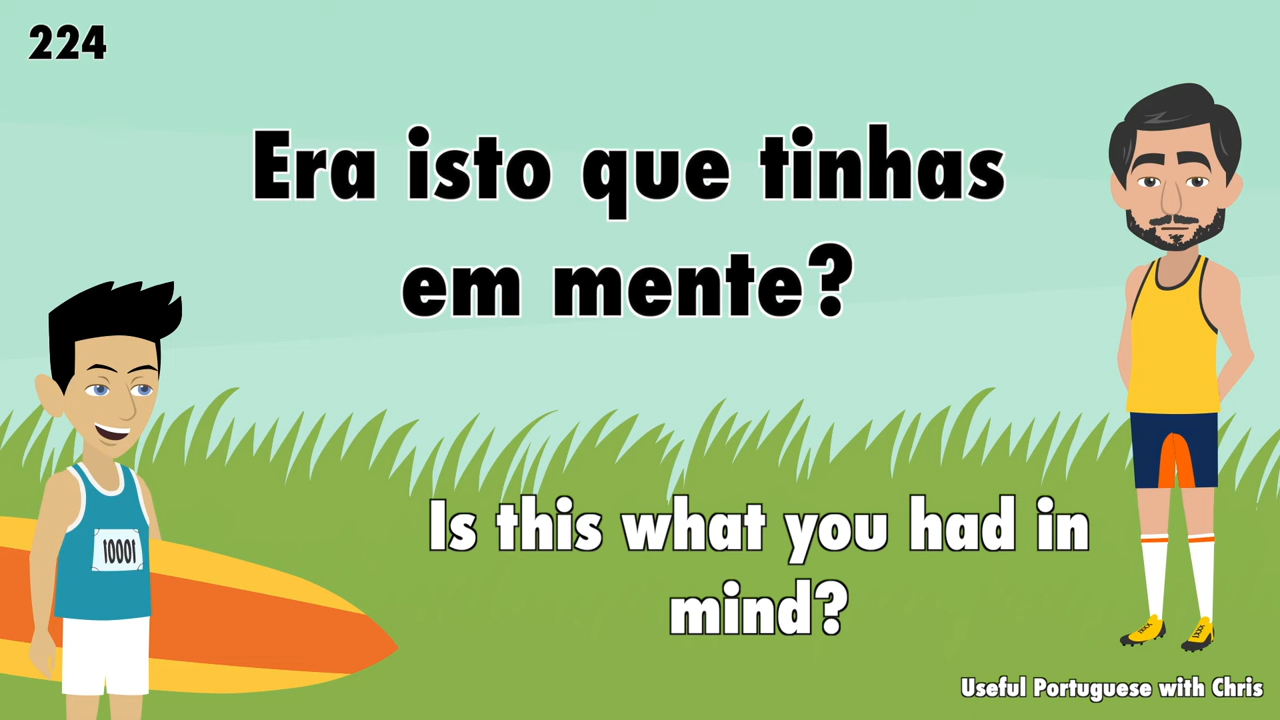 224
Era isto que tinhas
em mente?
10001
Is this what you had in
mind?
Useful Portuguese with Chris